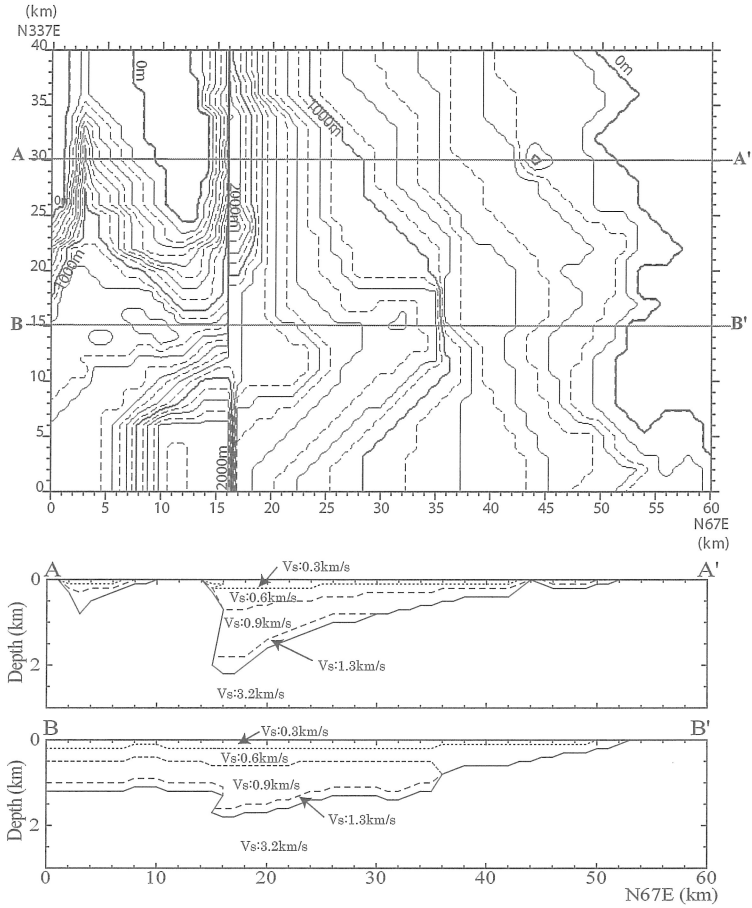 (km)
N337E
40
35
A 30 A'
25
20
B 15 B'
10
5
0
0m
0m
1000m
2000m
0m
1000m
2000m
0 5 10 15 20 25 30 35 40 45 50 55 60
N67E
(km)
A A'
Vs:0.3km/s
0 0
Vs:0.6km/s
Vs:0.9km/s
Depth (km)
Vs:1.3km/s
2 2
Vs:3.2km/s
B B'
Vs:0.3km/s
0 0
Vs:0.6km/s
Vs:0.9km/s
Depth (km)
Vs:1.3km/s
2 2
Vs:3.2km/s
0 10 20 30 40 50 60
N67E (km)